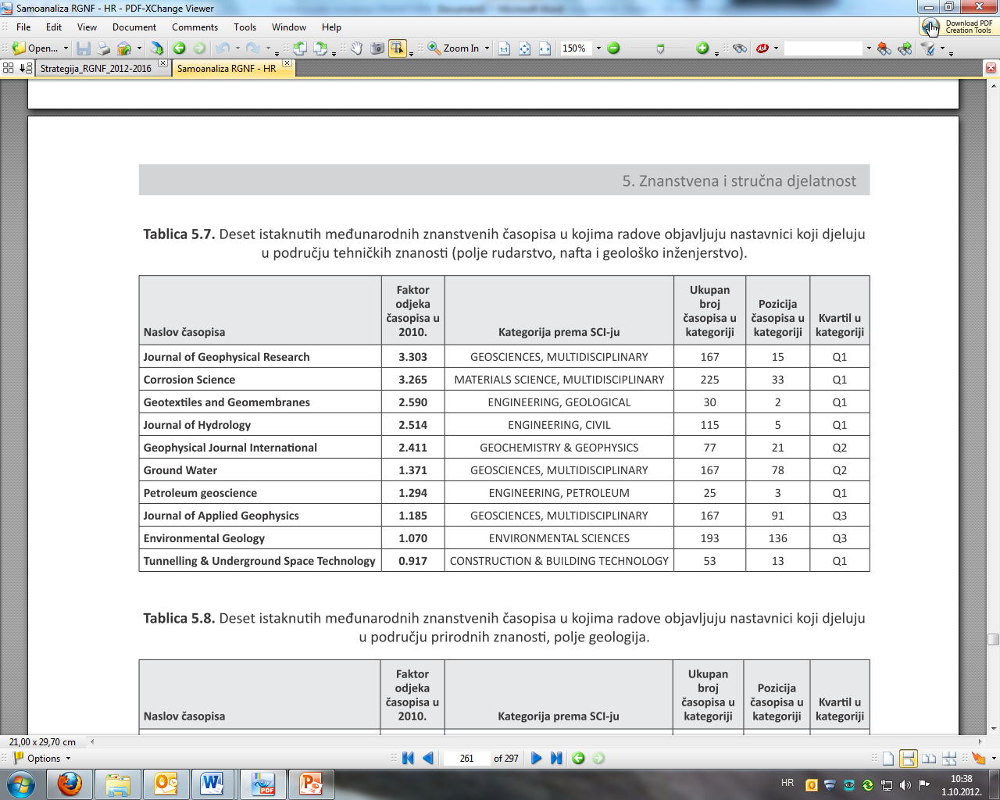 Samoanaliza RGNF - HR - PDF-XChange Viewer
File Edit View Document Comments Tools Window Help
Download PDF
Creation Tools
Open... Zoom In 150%
Strategija_RGNF_2012-2016 Samoanaliza RGNF - HR
5. Znanstvena i stručna djelatnost
Tablica 5.7. Deset istaknutih međunarodnih znanstvenih časopisa u kojima radove objavljuju nastavnici koji djeluju
u području tehničkih znanosti (polje rudarstvo, nafta i geološko inženjerstvo).
Naslov časopisa
Faktor
odjeka
časopisa u
2010.
Kategorija prema SCI-ju
Ukupan
broj
časopisa u
kategoriji
Pozicija
časopisa u
kategoriji
Kvartil u
kategoriji
Journal of Geophysical Research 3.303 GEOSCIENCES, MULTIDISCIPLINARY 167 15 Q1
Corrosion Science 3.265 MATERIALS SCIENCE, MULTIDISCIPLINARY 225 33 Q1
Geotextiles and Geomembranes 2.590 ENGINEERING, GEOLOGICAL 30 2 Q1
Journal of Hydrology 2.514 ENGINEERING, CIVIL 115 5 Q1
Geophysical Journal International 2.411 GEOCHEMISTRY & GEOPHYSICS 77 21 Q2
Ground Water 1.371 GEOSCIENCES, MULTIDISCIPLINARY 167 78 Q2
Petroleum geoscience 1.294 ENGINEERING, PETROLEUM 25 3 Q1
Journal of Applied Geophysics 1.185 GEOSCIENCES, MULTIDISCIPLINARY 167 91 Q3
Environmental Geology 1.070 ENVIRONMENTAL SCIENCES 193 136 Q3
Tunnelling & Underground Space Technology 0.917 CONSTRUCTION & BUILDING TECHNOLOGY 53 13 Q1
Tablica 5.8. Deset istaknutih međunarodnih znanstvenih časopisa u kojima radove objavljuju nastavnici koji djeluju
u području prirodnih znanosti, polje geologija.
Naslov časopisa
Faktor
odjeka
časopisa u
2010.
Kategorija prema SCI-ju
Ukupan
broj
časopisa u
kategoriji
Pozicija
časopisa u
kategoriji
Kvartil u
kategoriji
21,00 x 29,70 cm
Options 261 of 297
HR 10:38
1.10.2012.